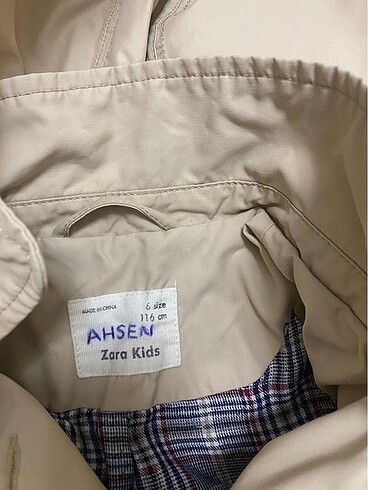 MADE IN CHINA
6 size
116 cm
AHSEN
Zara Kids